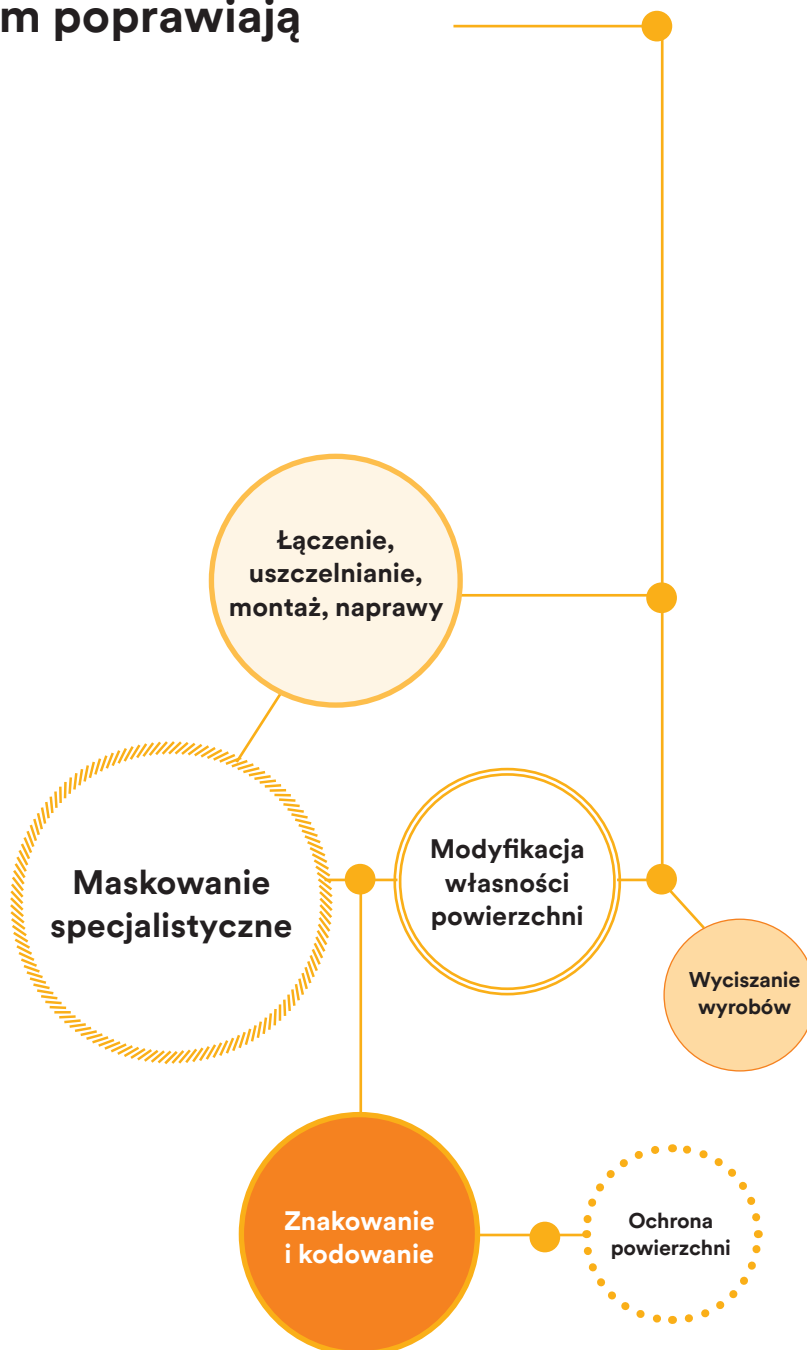 m poprawiają
Łączenie,
uszczelnianie,
montaż, naprawy
Maskowanie
specjalistyczne
Modyfikacja
własności
powierzchni
Wyciszanie
wyrobów
Znakowanie
i kodowanie
Ochrona
powierzchni